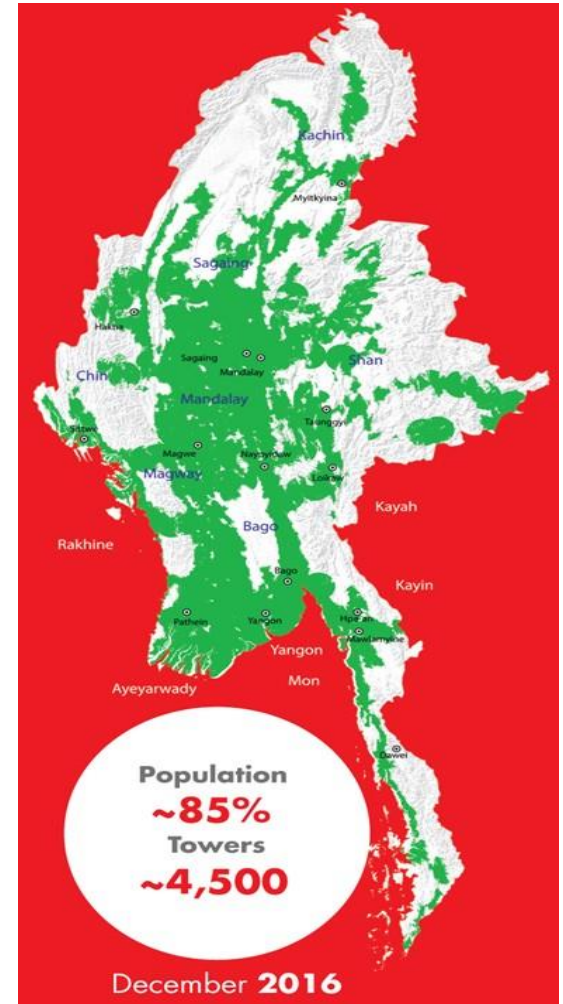 Kachin
Myitkyina
Sagaing
Hakha
Sagaing
Mandalay
Shan
Chin
Mandalay
Taunggyi
Sittwe
Magwe
Naypyidaw
Magway
Loikaw
Kayah
Bago
Rakhine
Bago
Kayin
Pathein
Yangon
Hpa-an
Mawlamyine
Yangon
Mon
Ayeyarwady
Dawei
Population
~85%
Towers
~4,500
December 2016